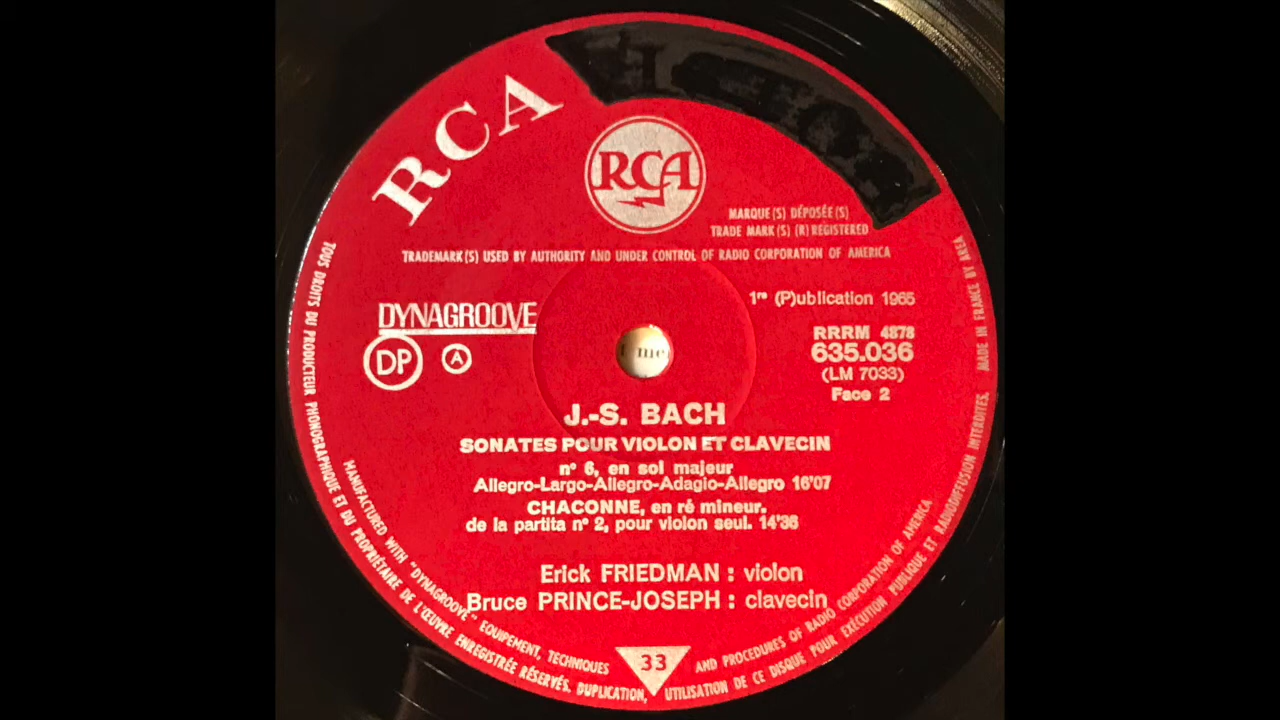 RCA
RCA
MARQUE(S) DÉPOSÉE(S)
TRADE MARK(S) (R) REGISTERED
TRADEMARK(S) USED BY AUTHORITY AND UNDER CONTROL OF RADIO CORPORATION OF AMERICA
1re (P)ublication 1965
DYNAGROOVE
DP
A
RRRM 4878
635.036
(LM 7033)
Face 2
me
J.-S. BACH
SONATES POUR VIOLON ET CLAVECIN
n° 6, en sol majeur
Allegro-Largo-Allegro-Adagio-Allegro 16'07
CHACONNE, en ré mineur.
de la partita n° 2, pour violon seul. 14'36
Erick FRIEDMAN : violon
Bruce PRINCE-JOSEPH : clavecin
33
MANUFACTURED WITH "DYNAGROOVE" EQUIPEMENT, TECHNIQUES AND PROCEDURES OF RADIO CORPORATION OF AMERICA
TOUS DROITS DU PRODUCTEUR PHONOGRAPHIQUE ET DU PROPRIÉTAIRE DE L'ŒUVRE ENREGISTRÉE RÉSERVÉS. DUPLICATION, UTILISATION DE CE DISQUE POUR EXÉCUTION PUBLIQUE ET RADIODIFFUSION INTERDITES. MADE IN FRANCE BY AREA